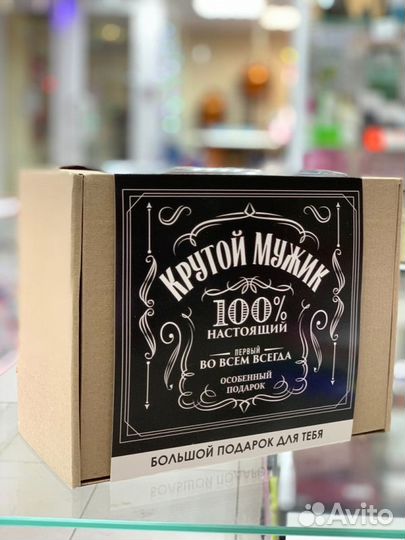 КРУТОЙ МУЖИК
100%
НАСТОЯЩИЙ
ПЕРВЫЙ
ВО ВСЕМ ВСЕГДА
ОСОБЕННЫЙ
ПОДАРОК
БОЛЬШОЙ ПОДАРОК ДЛЯ ТЕБЯ
Avito